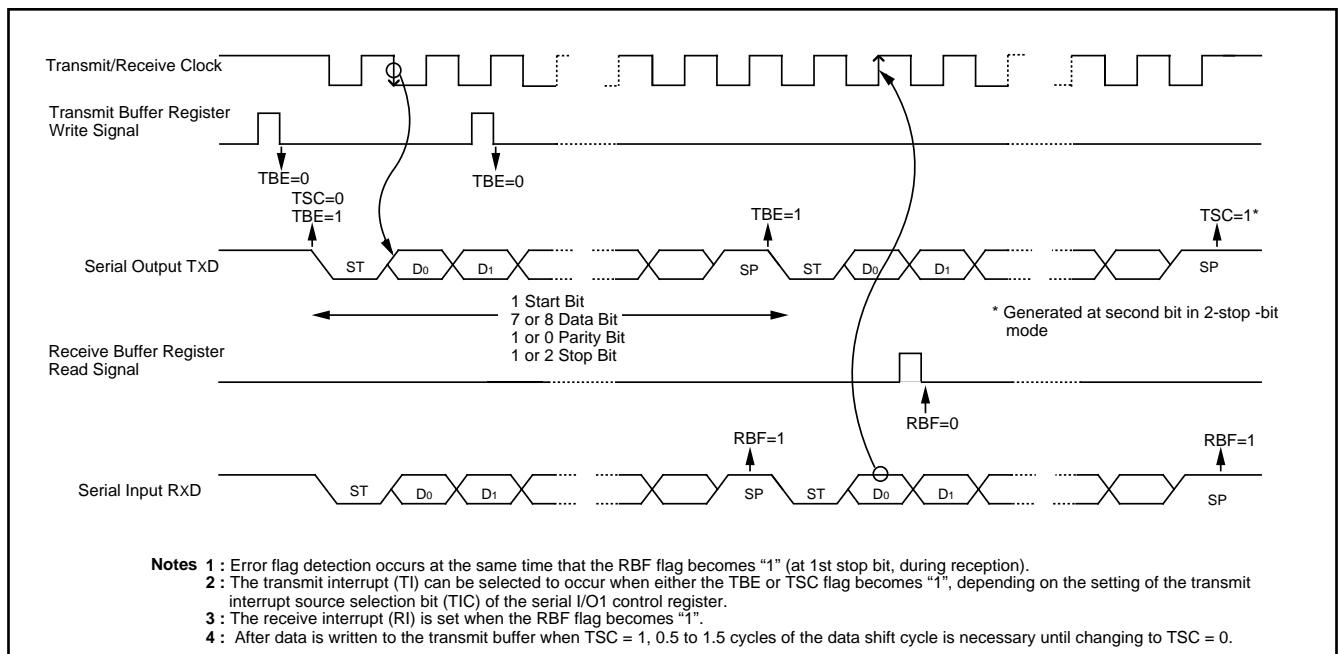 Transmit/Receive Clock
Transmit Buffer Register
Write Signal
TBE=0
TSC=0
TBE=1
TBE=0
TBE=1
TSC=1*
Serial Output TXD
ST
D0
D1
SP
ST
D0
D1
SP
1 Start Bit
7 or 8 Data Bit
1 or 0 Parity Bit
1 or 2 Stop Bit
* Generated at second bit in 2-stop -bit
mode
Receive Buffer Register
Read Signal
RBF=0
RBF=1
RBF=1
Serial Input RXD
ST
D0
D1
SP
ST
D0
D1
SP
Notes 1 : Error flag detection occurs at the same time that the RBF flag becomes “1” (at 1st stop bit, during reception).
2 : The transmit interrupt (TI) can be selected to occur when either the TBE or TSC flag becomes “1”, depending on the setting of the transmit
interrupt source selection bit (TIC) of the serial I/O1 control register.
3 : The receive interrupt (RI) is set when the RBF flag becomes “1”.
4 : After data is written to the transmit buffer when TSC = 1, 0.5 to 1.5 cycles of the data shift cycle is necessary until changing to TSC = 0.